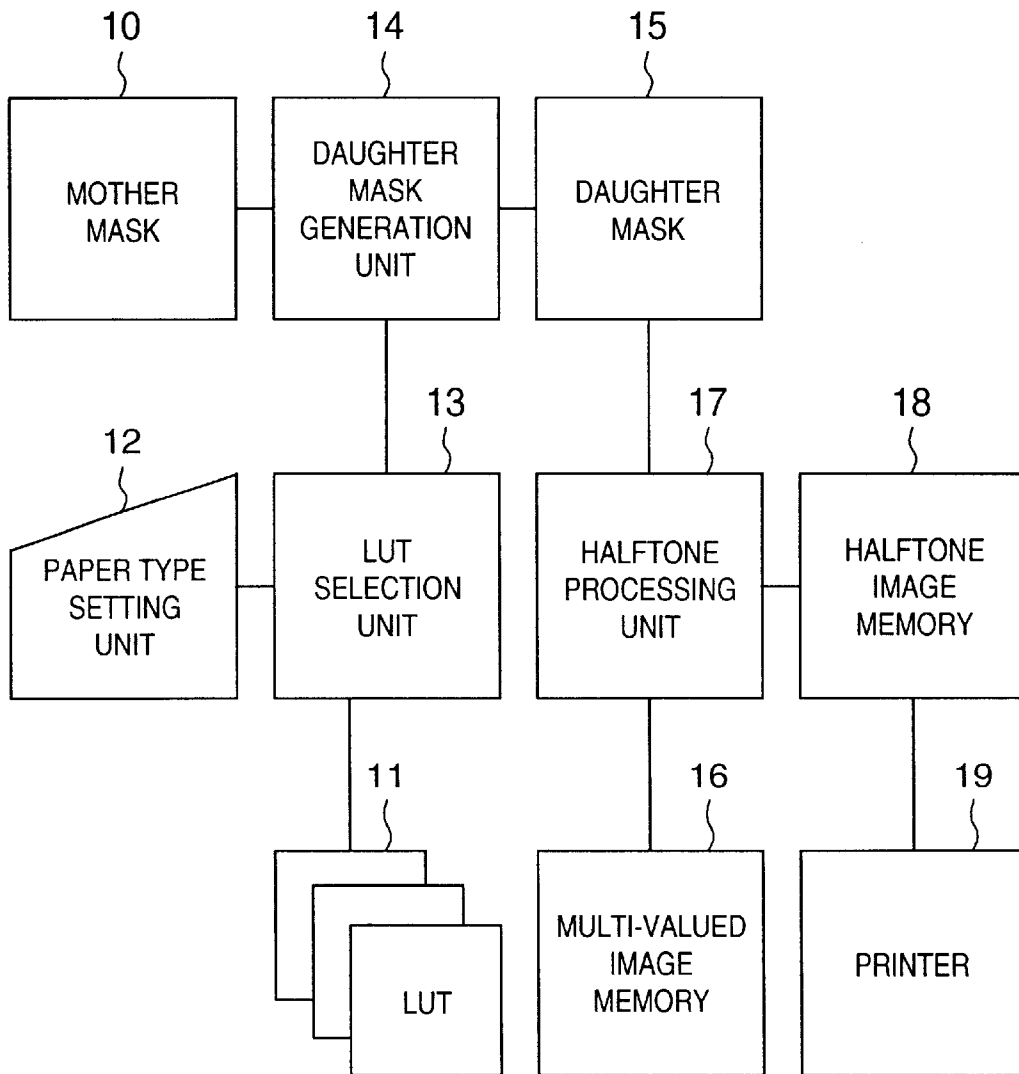 10
14
15
MOTHER
MASK
DAUGHTER
MASK
GENERATION
UNIT
DAUGHTER
MASK
12
13
17
18
PAPER TYPE
SETTING
UNIT
LUT
SELECTION
UNIT
HALFTONE
PROCESSING
UNIT
HALFTONE
IMAGE
MEMORY
11
16
19
LUT
MULTI-VALUED
IMAGE
MEMORY
PRINTER